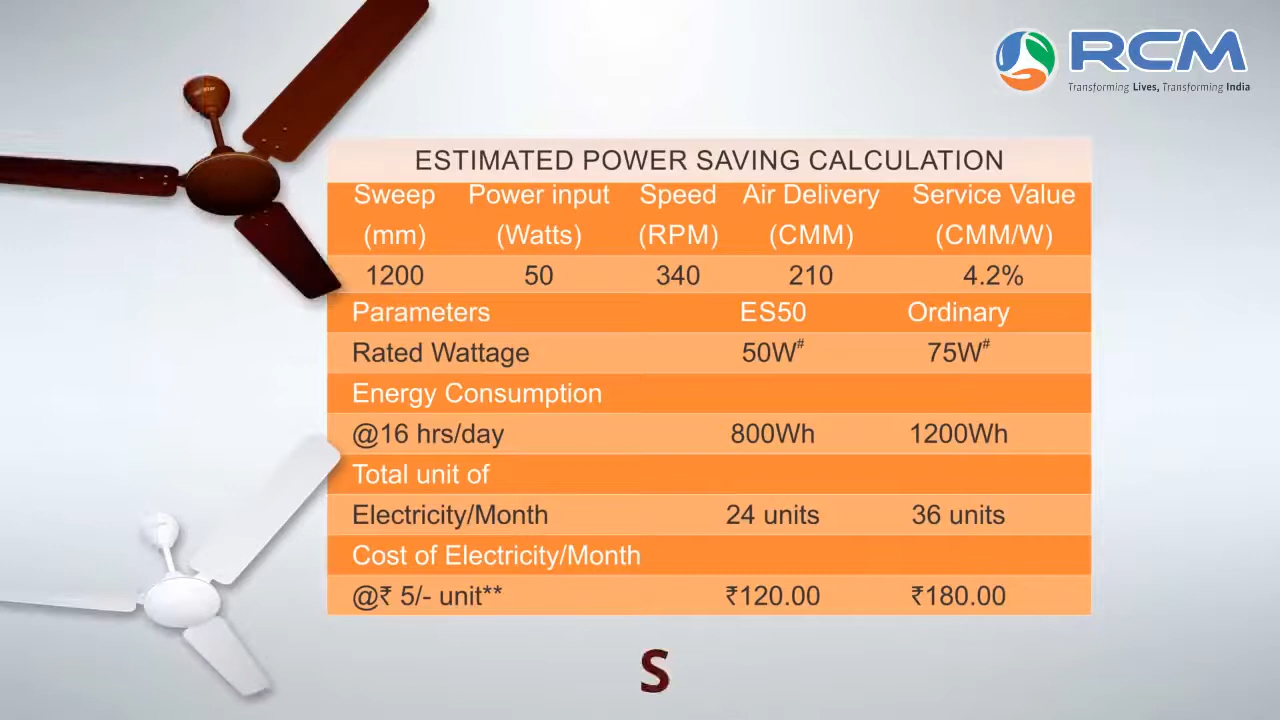 RCM
Transforming Lives, Transforming India
ESTIMATED POWER SAVING CALCULATION
Sweep Power input Speed Air Delivery Service Value
(mm) (Watts) (RPM) (CMM) (CMM/W)
1200 50 340 210 4.2%
Parameters ES50 Ordinary
Rated Wattage 50W# 75W#
Energy Consumption
@16 hrs/day 800Wh 1200Wh
Total unit of
Electricity/Month 24 units 36 units
Cost of Electricity/Month
@₹ 5/- unit** ₹120.00 ₹180.00
S